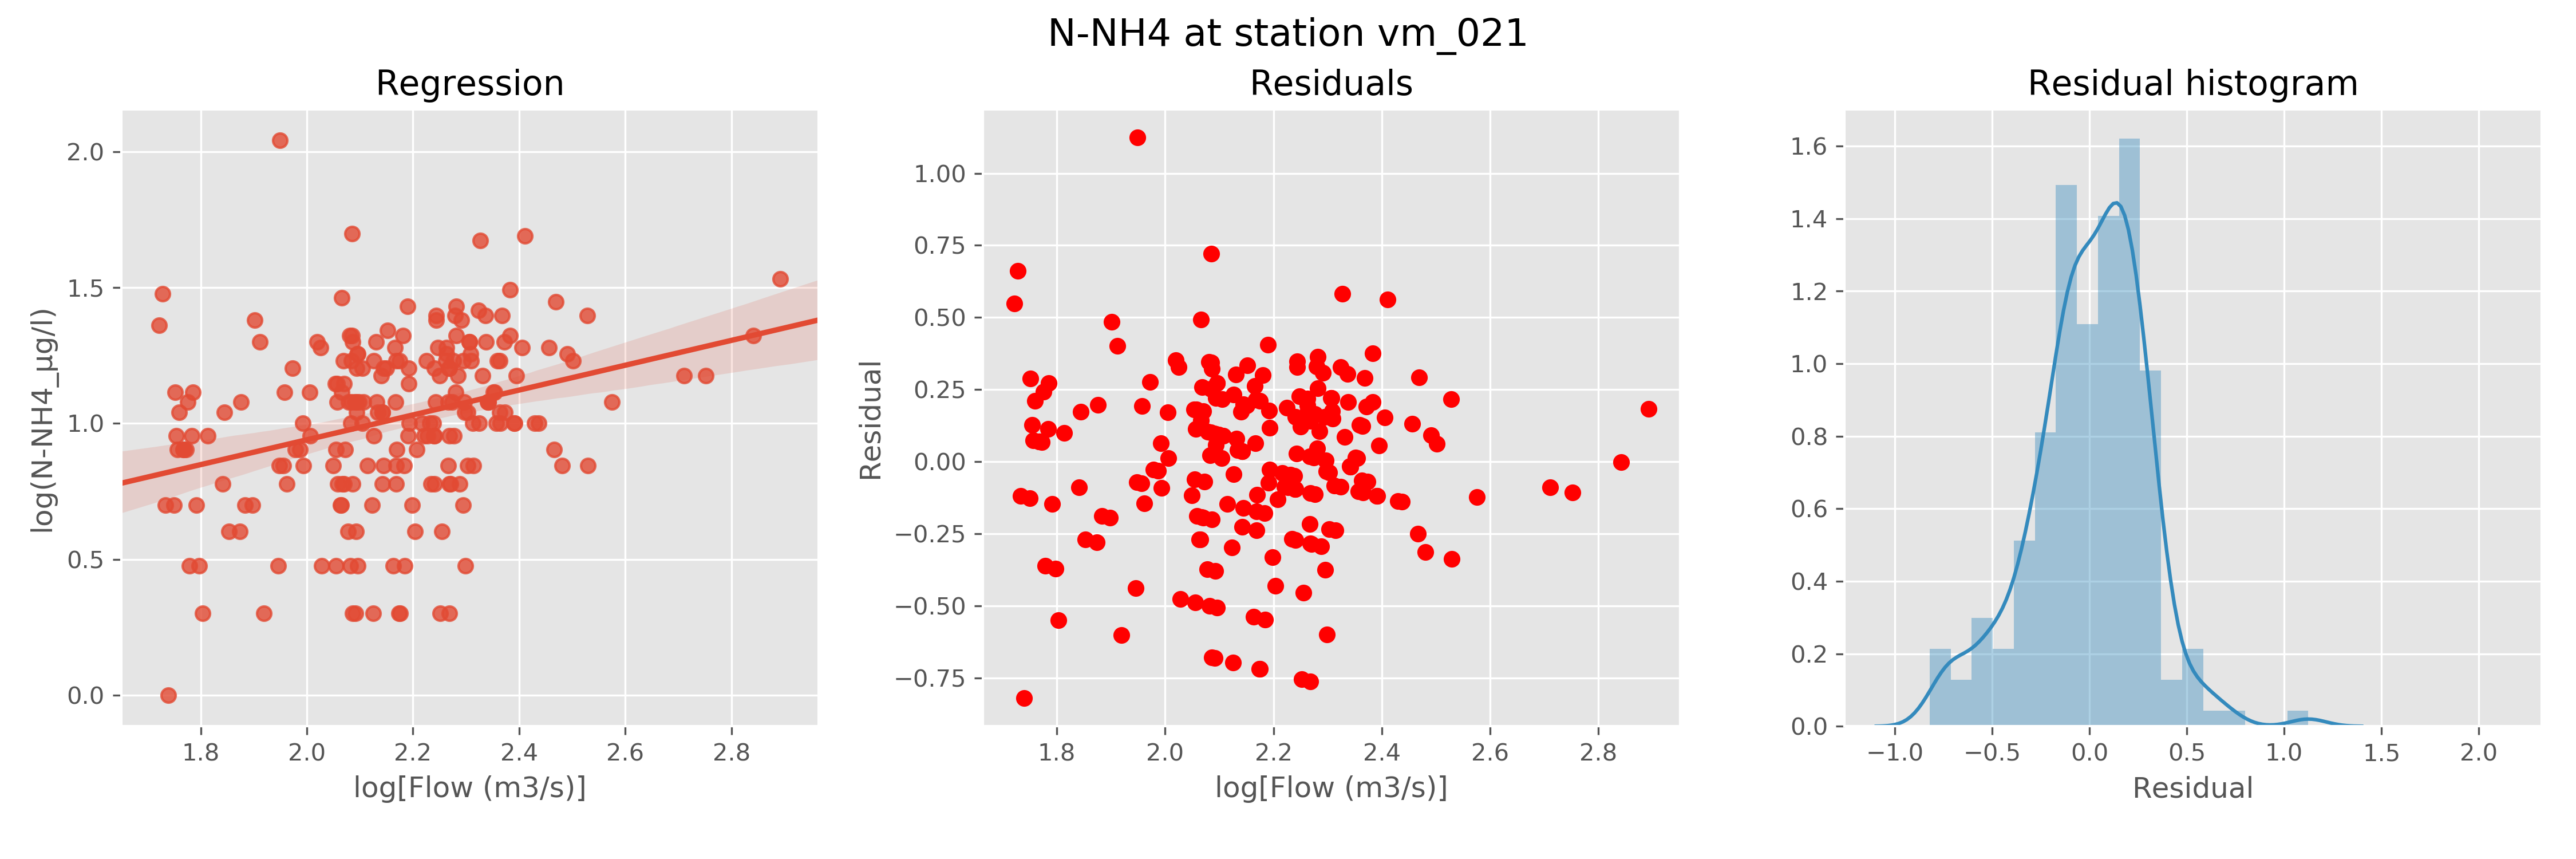 N-NH4 at station vm_021
Regression
Residuals
Residual histogram
2.0
1.5
1.0
0.5
0.0
log(N-NH4_µg/l)
1.8 2.0 2.2 2.4 2.6 2.8
log[Flow (m3/s)]
1.00
0.75
0.50
0.25
0.00
−0.25
−0.50
−0.75
Residual
1.8 2.0 2.2 2.4 2.6 2.8
log[Flow (m3/s)]
1.6
1.4
1.2
1.0
0.8
0.6
0.4
0.2
0.0
−1.0 −0.5 0.0 0.5 1.0 1.5 2.0
Residual